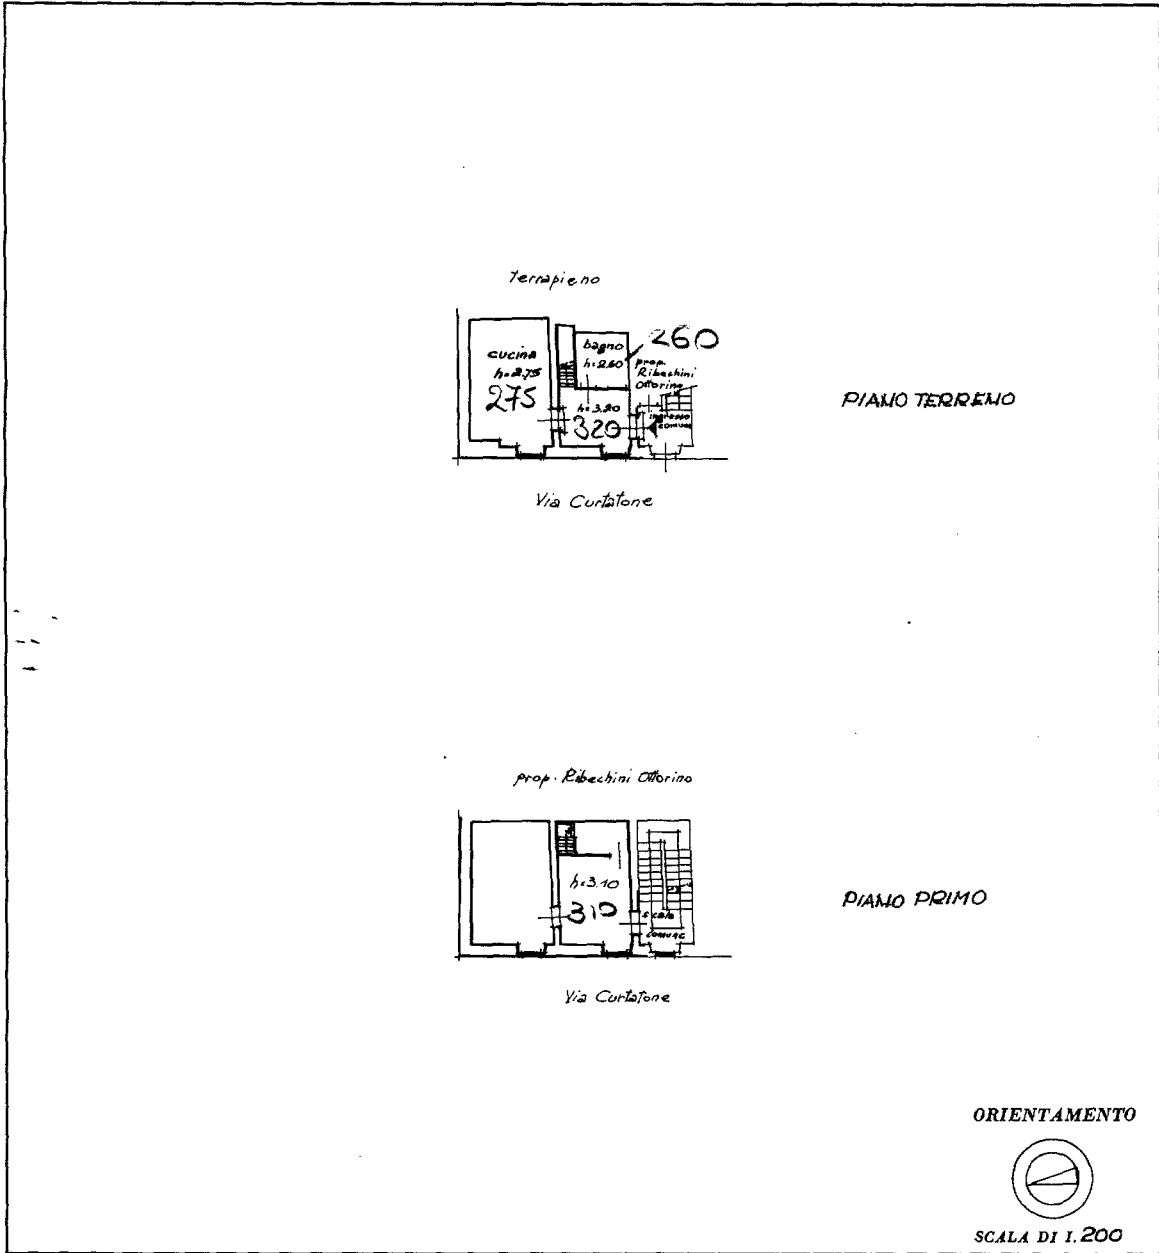 terrapieno
cucina
h=2.75
275
bagno
h=2.60
260
prop.
Ribechini
Ottorino
h=3.20
320
ingresso
comune
PIANO TERRENO
Via Curtatone
prop. Ribechini Ottorino
h=3.10
310
scala
comune
PIANO PRIMO
Via Curtatone
ORIENTAMENTO
SCALA DI 1.200